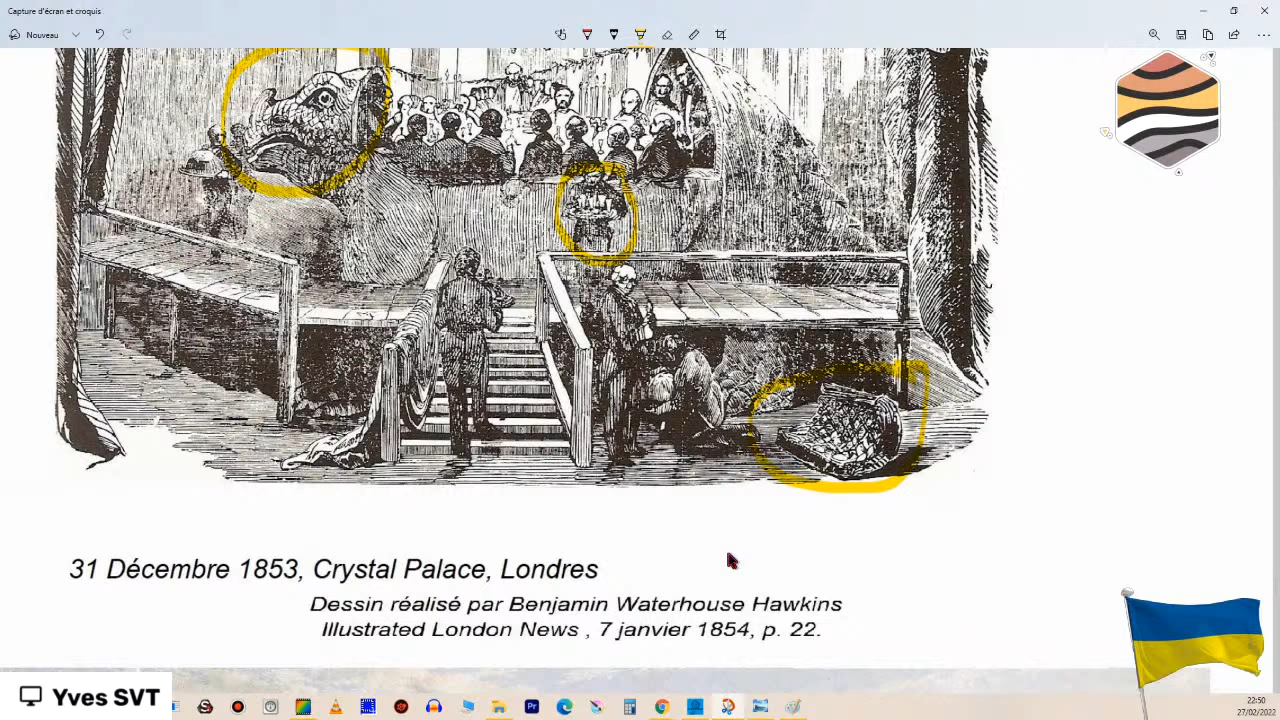 Capture d'écran et croquis
Nouveau
31 Décembre 1853, Crystal Palace, Londres
Dessin réalisé par Benjamin Waterhouse Hawkins
Illustrated London News , 7 janvier 1854, p. 22.
Yves SVT
Pr
22:50
27/02/2022